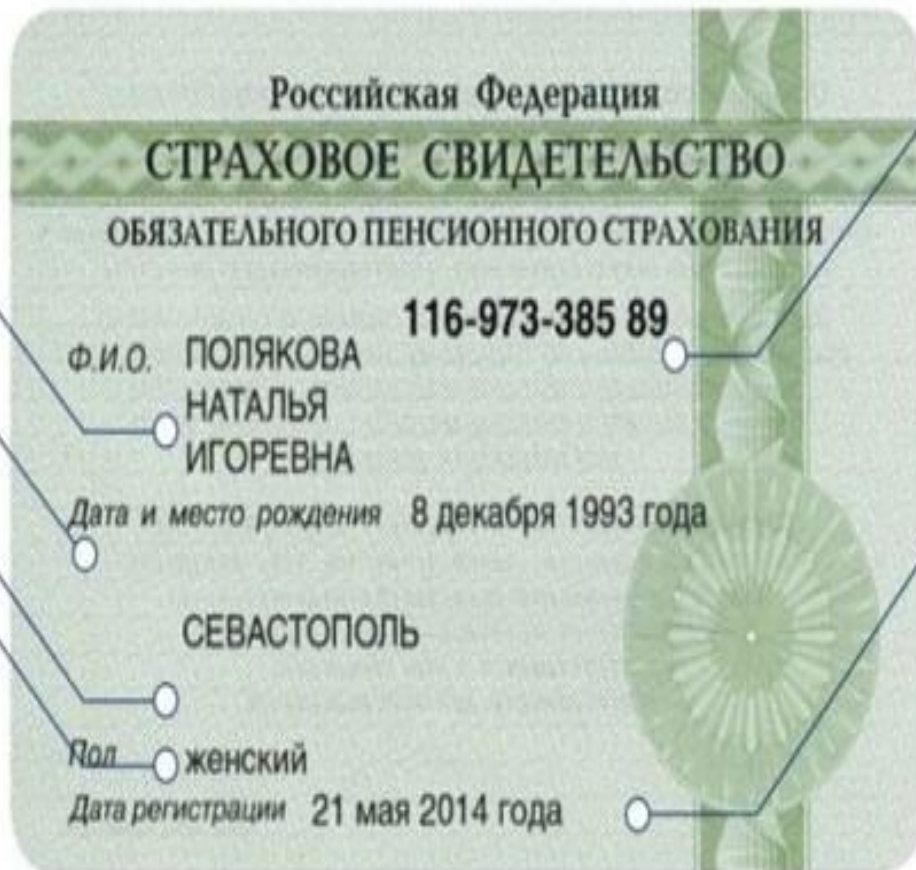 Российская Федерация
СТРАХОВОЕ СВИДЕТЕЛЬСТВО
ОБЯЗАТЕЛЬНОГО ПЕНСИОННОГО СТРАХОВАНИЯ
116-973-385 89
Ф.И.О. ПОЛЯКОВА
НАТАЛЬЯ
ИГОРЕВНА
Дата и место рождения 8 декабря 1993 года
СЕВАСТОПОЛЬ
Пол женский
Дата регистрации 21 мая 2014 года